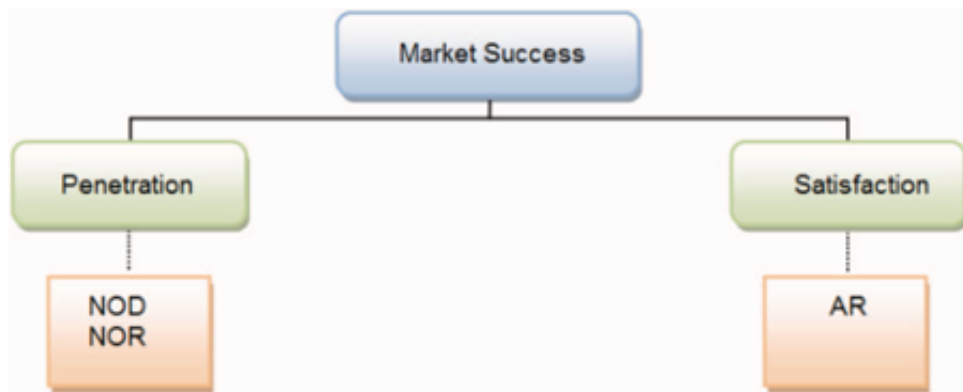 Market Success
Penetration
Satisfaction
NOD
NOR
AR